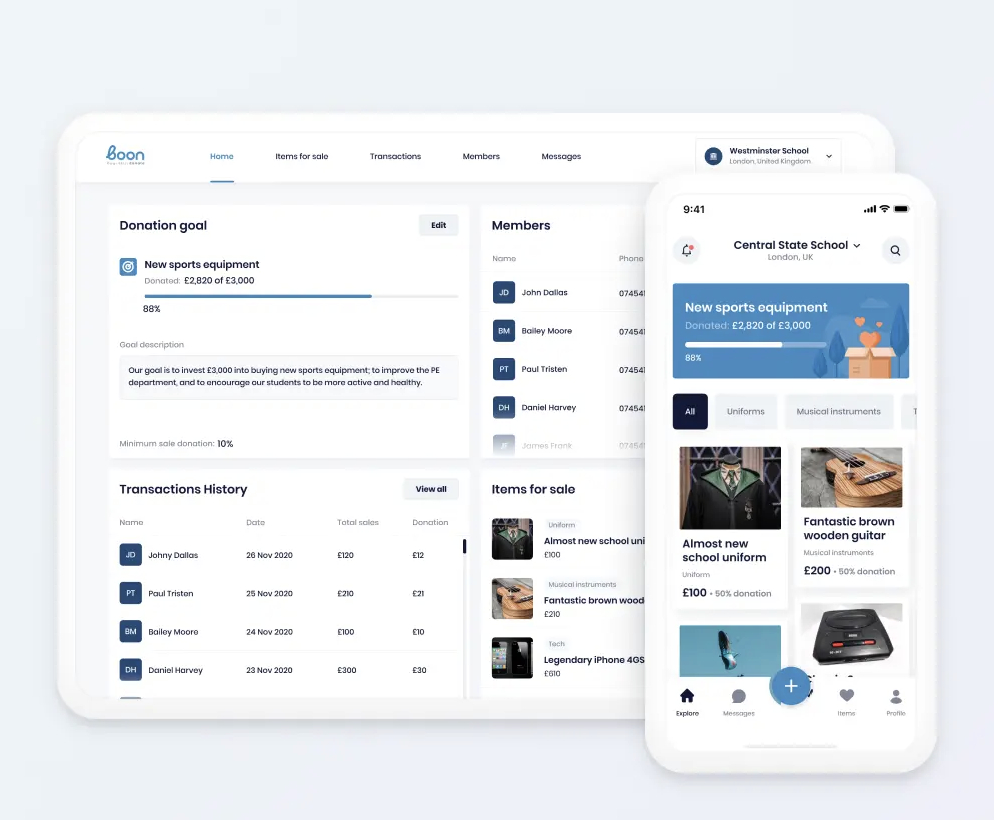 Boon
Home
Items for sale
Transactions
Members
Messages
Westminster School
London, United Kingdom
Donation goal
Edit
New sports equipment
Donated: £2,820 of £3,000
88%
Goal description
Our goal is to invest £3,000 into buying new sports equipment; to improve the PE
department, and to encourage our students to be more active and healthy.
Minimum sale donation: 10%
Members
Name Phone
JD John Dallas 07454
BM Bailey Moore 07454
PT Paul Tristen 07454
DH Daniel Harvey 07454
JF James Frank 07454
Transactions History
View all
Name Date Total sales Donation
JD Johny Dallas 26 Nov 2020 £120 £12
PT Paul Tristen 25 Nov 2020 £210 £21
BM Bailey Moore 24 Nov 2020 £100 £10
DH Daniel Harvey 23 Nov 2020 £300 £30
Items for sale
Uniform
Almost new school uni
£100
Musical instruments
Fantastic brown wood
£210
Tech
Legendary iPhone 4GS
£610
9:41
Central State School
London, UK
New sports equipment
Donated: £2,820 of £3,000
88%
All
Uniforms
Musical instruments
T
Almost new
school uniform
Uniform
£100 • 50% donation
Fantastic brown
wooden guitar
Musical instruments
£200 • 50% donation
Explore
Messages
+
Items
Profile